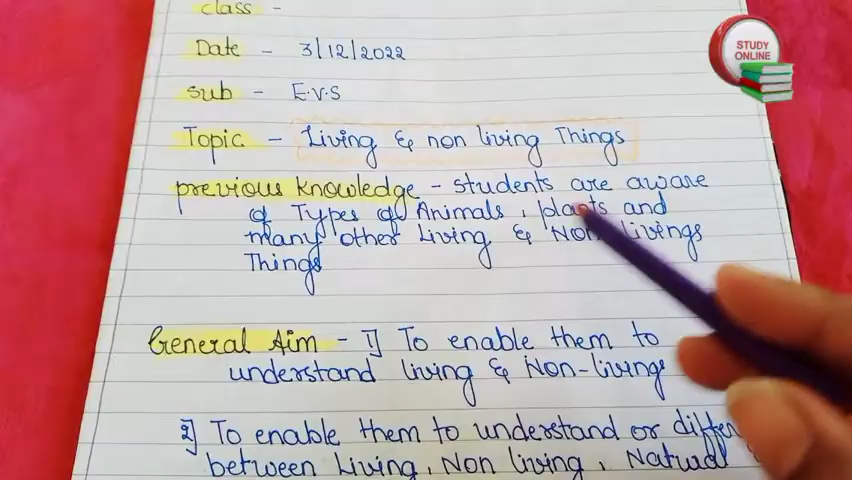 class -
Date - 3/12/2022
Sub - E.V.S
Topic - Living & non living Things
previous knowledge - students are aware
of Types of Animals, plants and
many other Living & Non Livings
Things
General Aim - 1] To enable them to
understand living & Non-livings
2] To enable them to understand or differ
between Living, Non living, Natural
STUDY
ONLINE